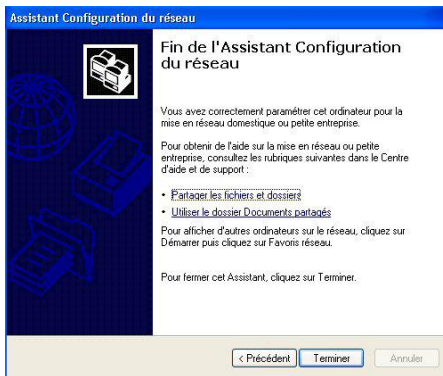 Assistant Configuration du réseau
Fin de l'Assistant Configuration
du réseau
Vous avez correctement paramétrer cet ordinateur pour la
mise en réseau domestique ou petite entreprise.
Pour obtenir de l'aide sur la mise en réseau ou petite
entreprise, consultez les rubriques suivantes dans le Centre
d'aide et de support :
• Partager les fichiers et dossiers
• Utiliser le dossier Documents partagés
Pour afficher d'autres ordinateurs sur le réseau, cliquez sur
Démarrer puis cliquez sur Favoris réseau.
Pour fermer cet Assistant, cliquez sur Terminer.
< Précédent Terminer Annuler